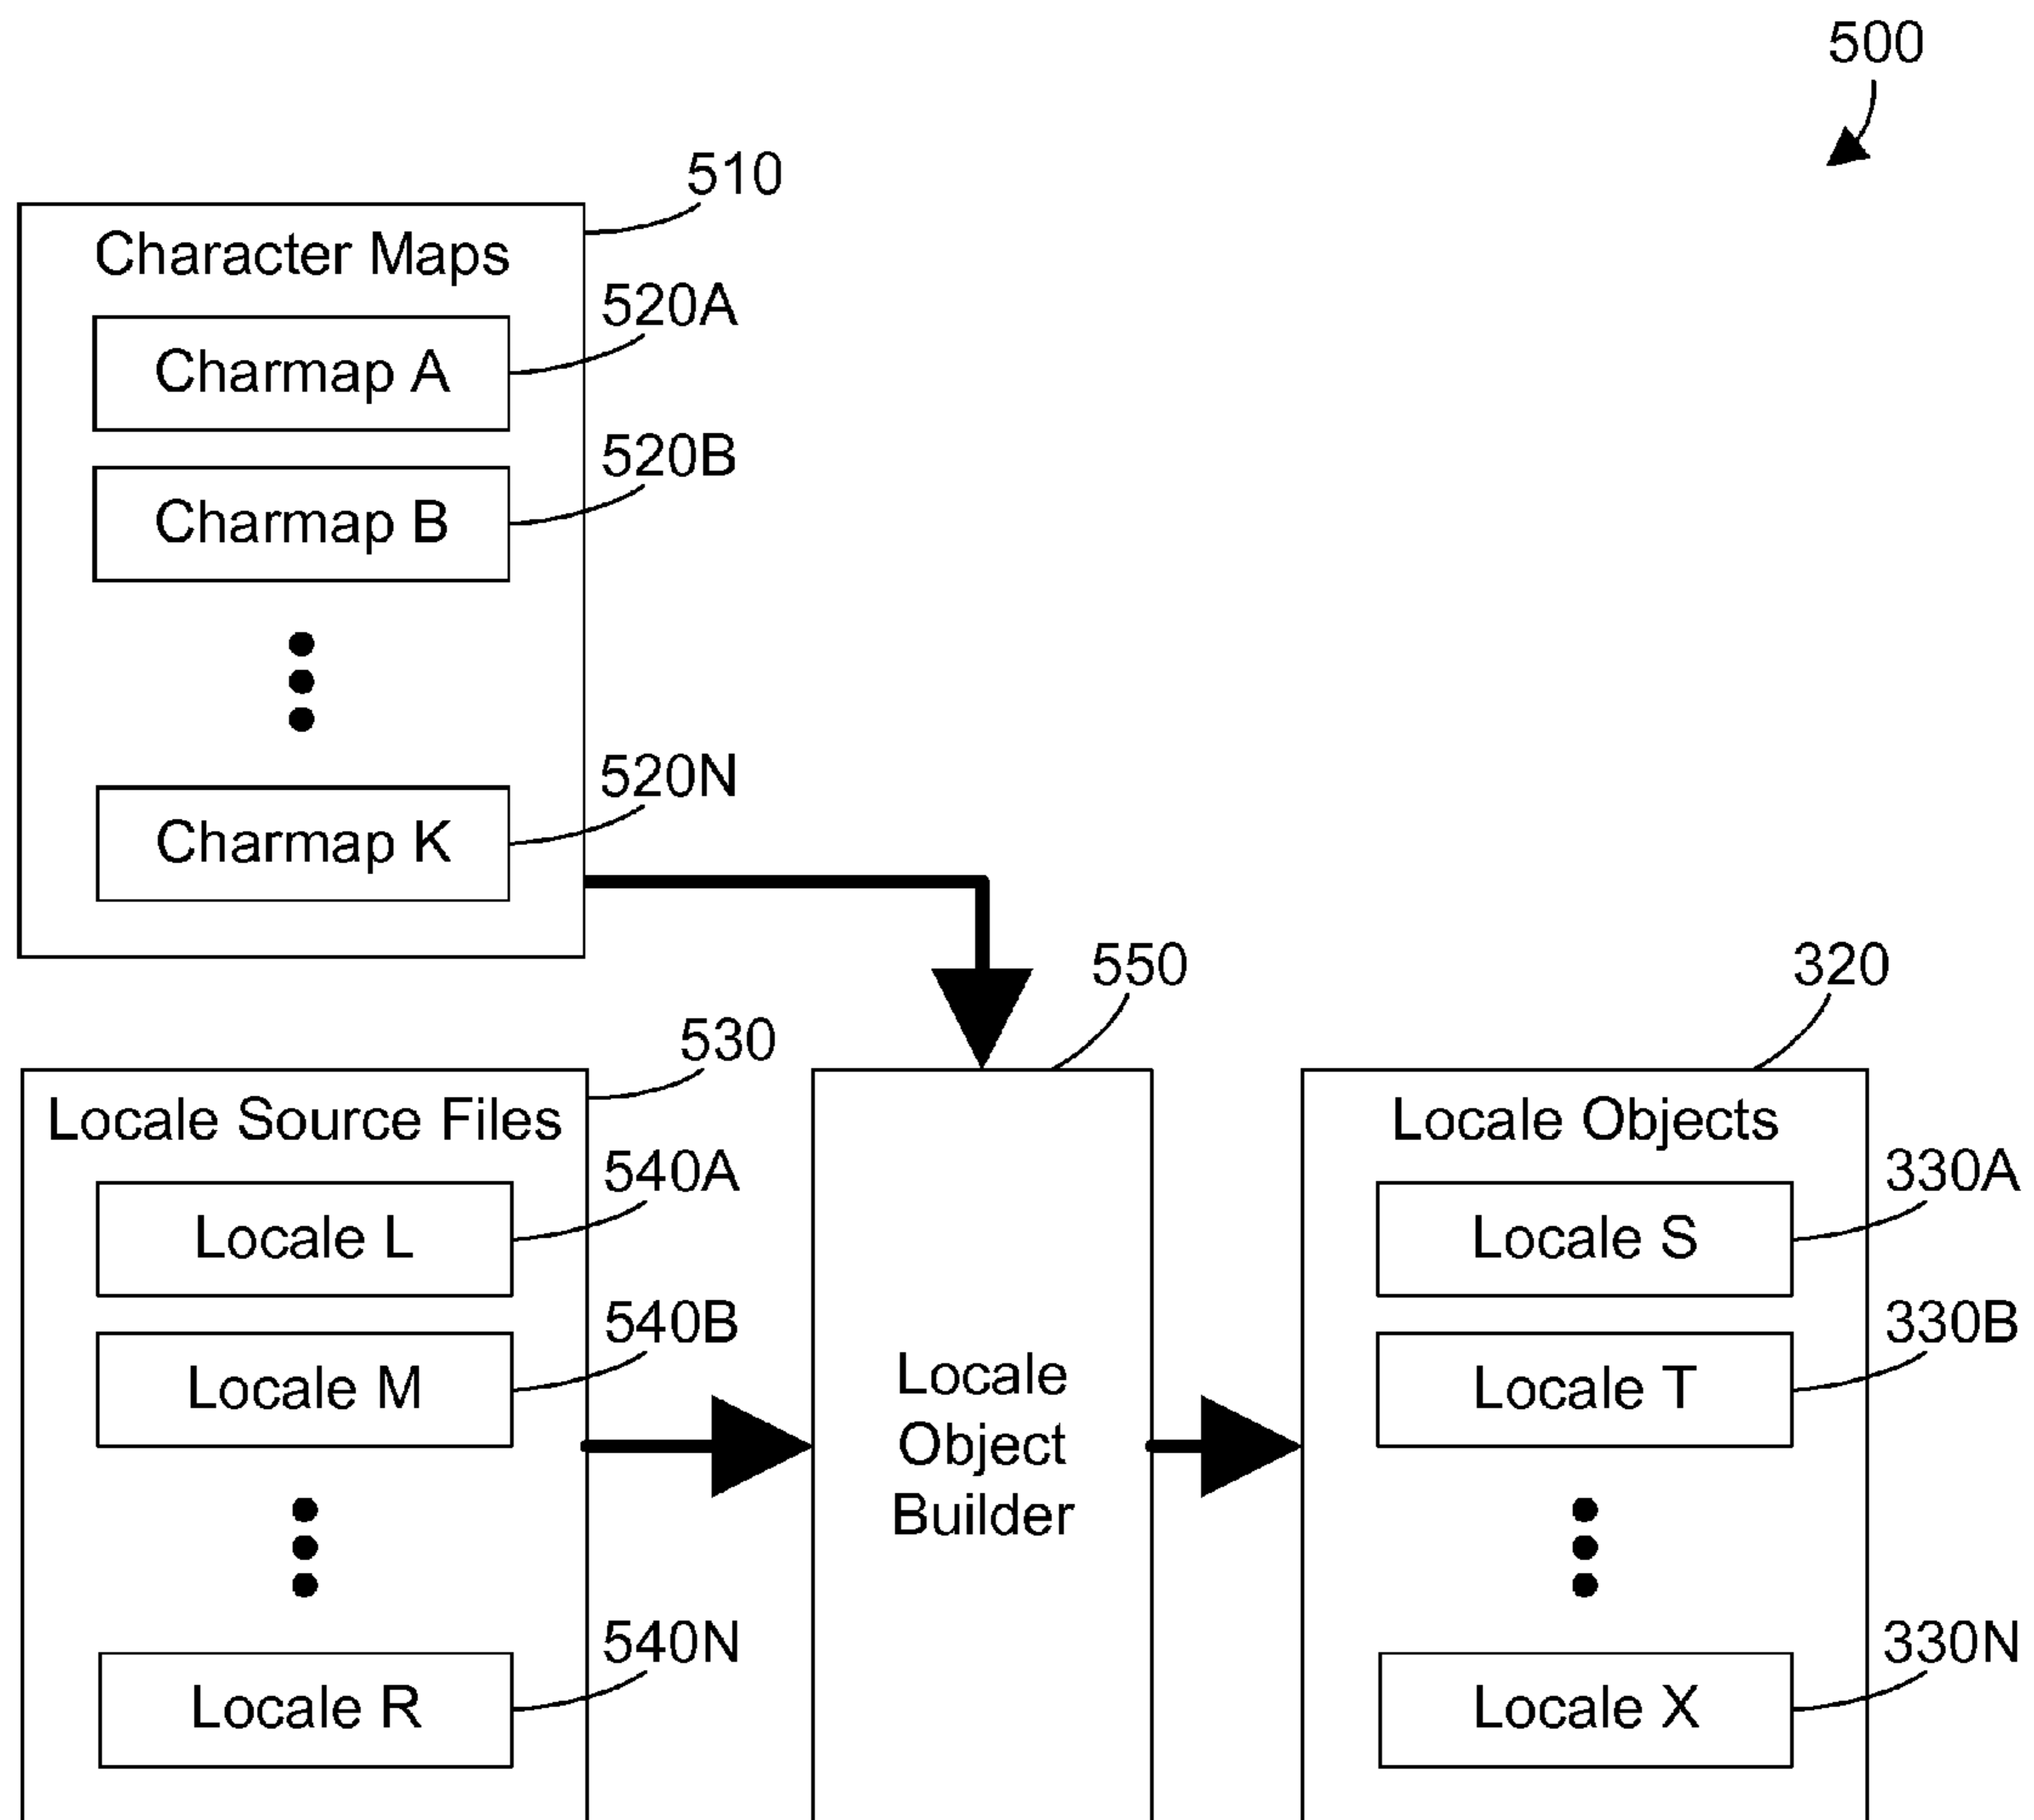 500
510
Character Maps
520A
Charmap A
520B
Charmap B
520N
Charmap K
550
320
530
Locale Source Files
Locale Objects
540A
330A
Locale L
Locale S
540B
330B
Locale M
Locale T
Locale
Object
Builder
540N
330N
Locale R
Locale X